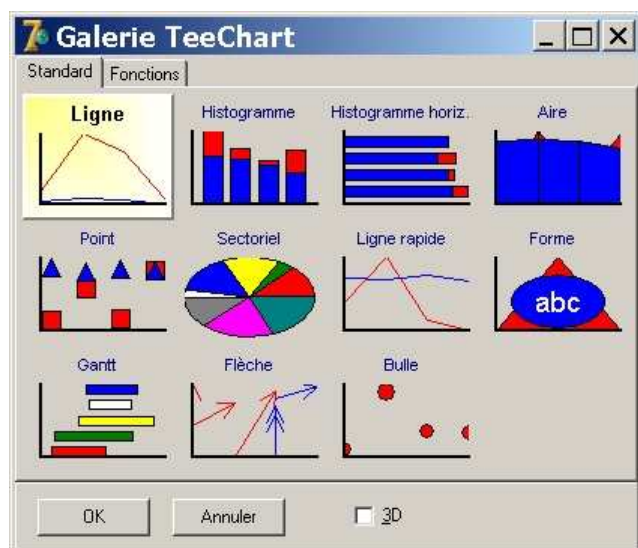 Galerie TeeChart
Standard Fonctions
Ligne Histogramme Histogramme horiz. Aire
Point Sectoriel Ligne rapide Forme
abc
Gantt Flèche Bulle
OK Annuler 3D